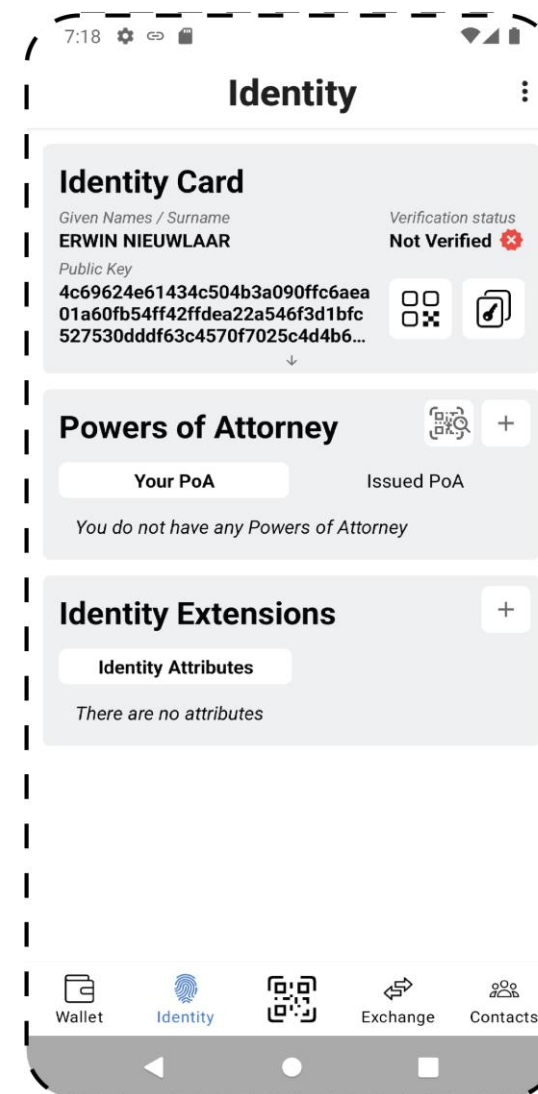 7:18
Identity
Identity Card
Given Names / Surname
Verification status
ERWIN NIEUWLAAR
Not Verified
Public Key
4c69624e61434c504b3a090ffc6aea
01a60fb54ff42ffdea22a546f3d1bfc
527530dddf63c4570f7025c4d4b6...
Powers of Attorney
Your PoA
Issued PoA
You do not have any Powers of Attorney
Identity Extensions
Identity Attributes
There are no attributes
Wallet
Identity
Exchange
Contacts